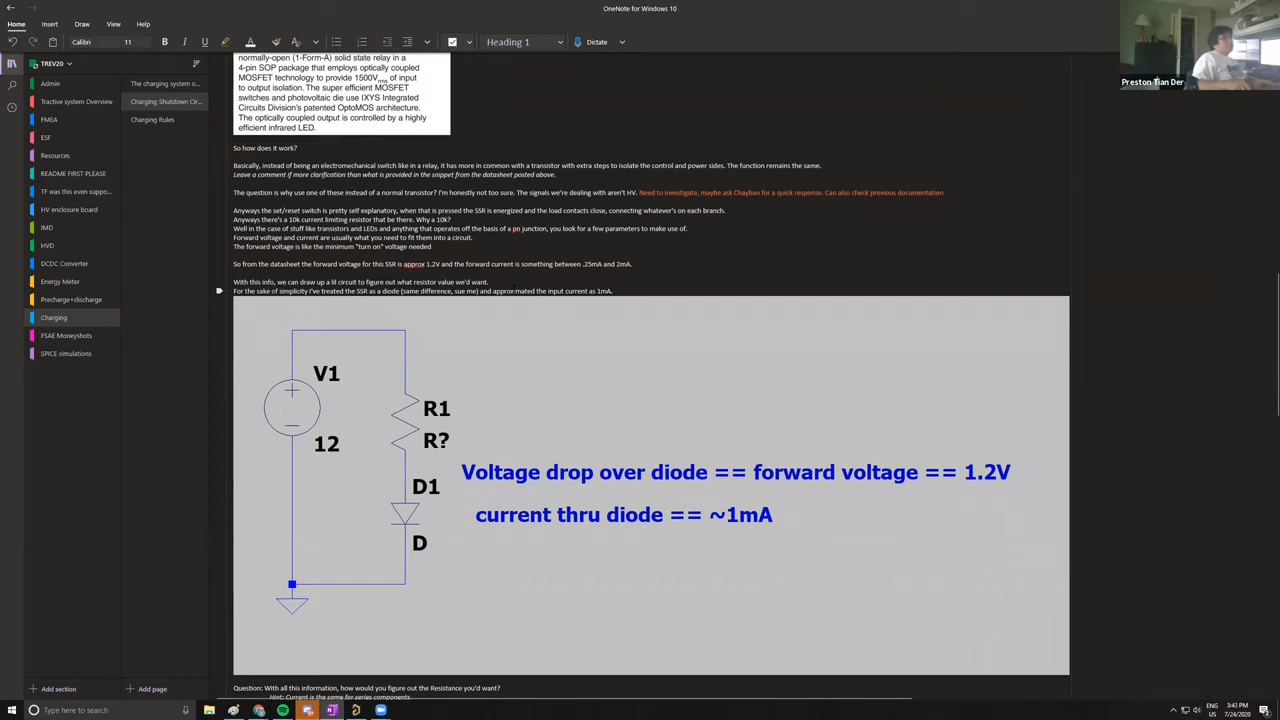 OneNote for Windows 10
Home
Insert
Draw
View
Help
Calibri
11
B
I
U
A
Heading 1
Dictate
Preston Tian Der
TREV20
Admin
Tractive system Overview
FMEA
ESF
Resources
README FIRST PLEASE
TF was this even suppo...
HV enclosure board
IMD
HVD
DCDC Converter
Energy Meter
Precharge+discharge
Charging
FSAE Moneyshots
SPICE simulations
Add section
The charging system o...
Charging Shutdown Cir...
Charging Rules
Add page
normally-open (1-Form-A) solid state relay in a
4-pin SOP package that employs optically coupled
MOSFET technology to provide 1500Vrms of input
to output isolation. The super efficient MOSFET
switches and photovoltaic die use IXYS Integrated
Circuits Division's patented OptoMOS architecture.
The optically coupled output is controlled by a highly
efficient infrared LED.
So how does it work?
Basically, instead of being an electromechanical switch like in a relay, it has more in common with a transistor with extra steps to isolate the control and power sides. The function remains the same.
Leave a comment if more clarification than what is provided in the snippet from the datasheet posted above.
The question is why use one of these instead of a normal transistor? I'm honestly not too sure. The signals we're dealing with aren't HV. Need to investigate, maybe ask Chayban for a quick response. Can also check previous documentation
Anyways the set/reset switch is pretty self explanatory, when that is pressed the SSR is energized and the load contacts close, connecting whatever's on each branch.
Anyways there's a 10k current limiting resistor that be there. Why a 10k?
Well in the case of stuff like transistors and LEDs and anything that operates off the basis of a pn junction, you look for a few parameters to make use of.
Forward voltage and current are usually what you need to fit them into a circuit.
The forward voltage is like the minimum "turn on" voltage needed
So from the datasheet the forward voltage for this SSR is approx 1.2V and the forward current is something between .25mA and 2mA.
With this info, we can draw up a lil circuit to figure out what resistor value we'd want.
For the sake of simplicity I've treated the SSR as a diode (same difference, sue me) and approximated the input current as 1mA.
V1
12
R1
R?
D1
D
Voltage drop over diode == forward voltage == 1.2V
current thru diode == ~1mA
Question: With all this information, how would you figure out the Resistance you'd want?
Hint: Current is the same for series components.
Type here to search
ENG
US
3:43 PM
7/24/2020